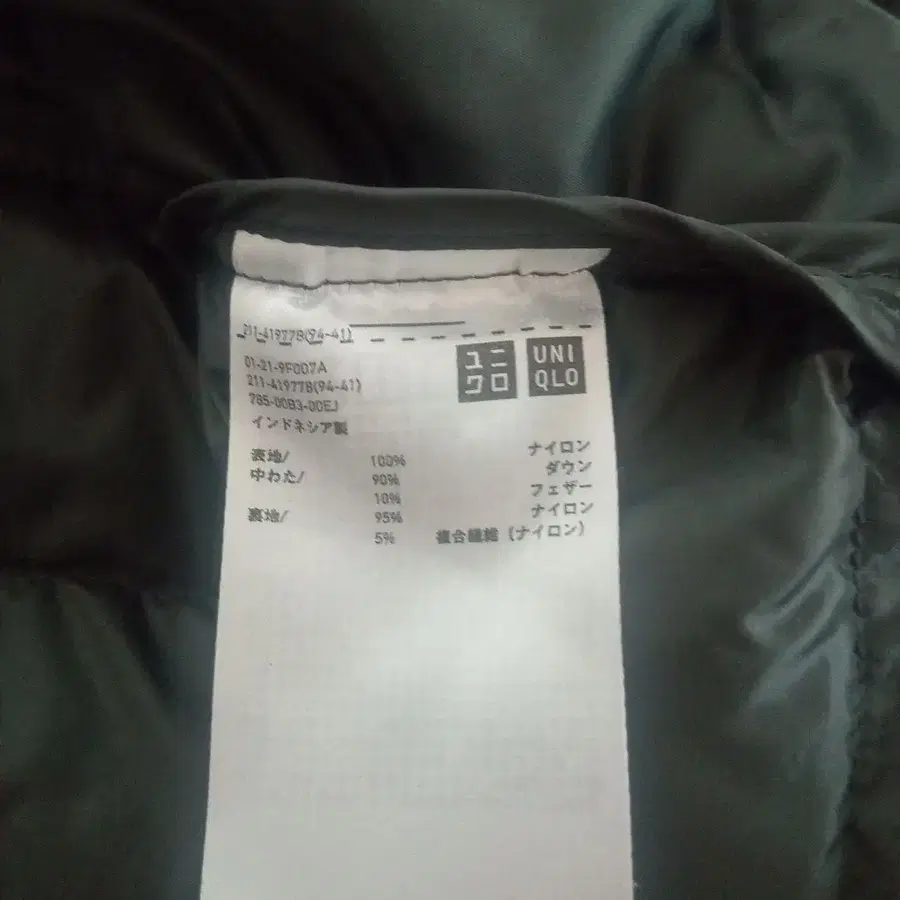 211-419778(94-41)
ユニ
クロ
UNI
QLO
01-21-9F007A
211-419778(94-41)
785-00B3-00EJ
インドネシア製
表地/ 100% ナイロン
中わた/ 90% ダウン
10% フェザー
裏地/ 95% ナイロン
5% 複合繊維(ナイロン)